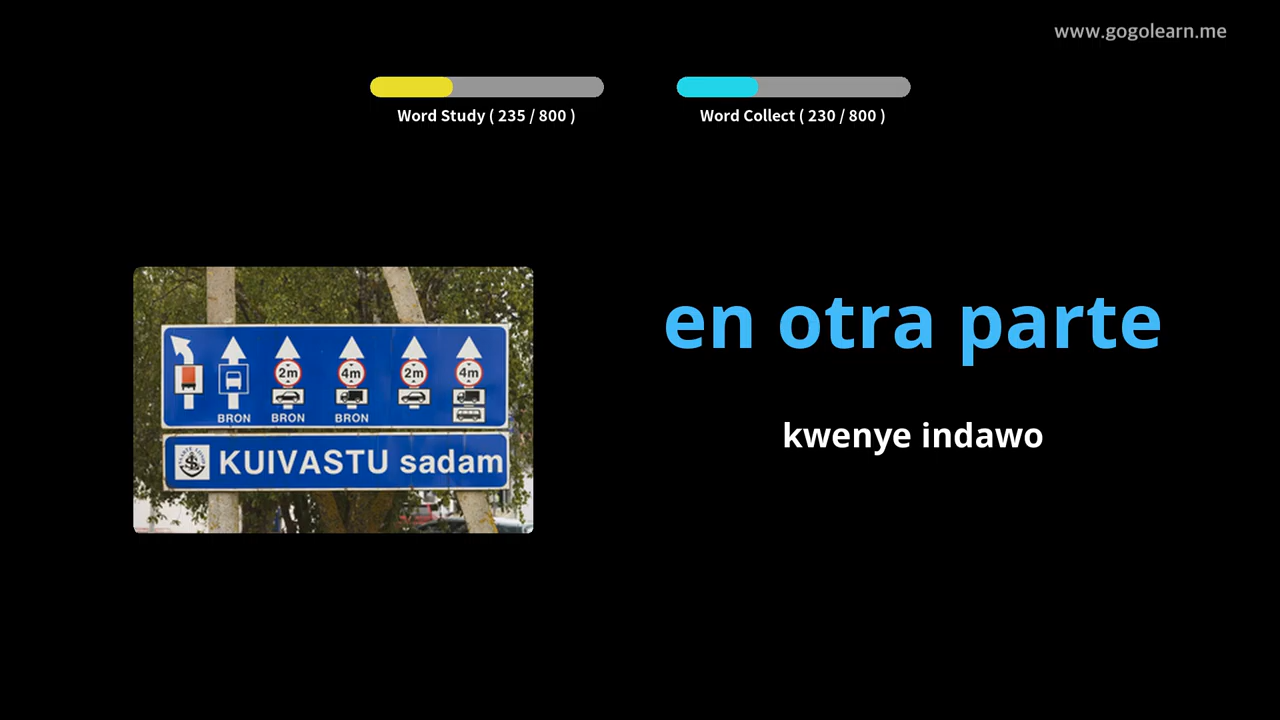 www.gogolearn.me
Word Study ( 235 / 800 )
Word Collect ( 230 / 800 )
2m
4m
2m
4m
BRON
BRON
BRON
KUIVASTU sadam
en otra parte
kwenye indawo